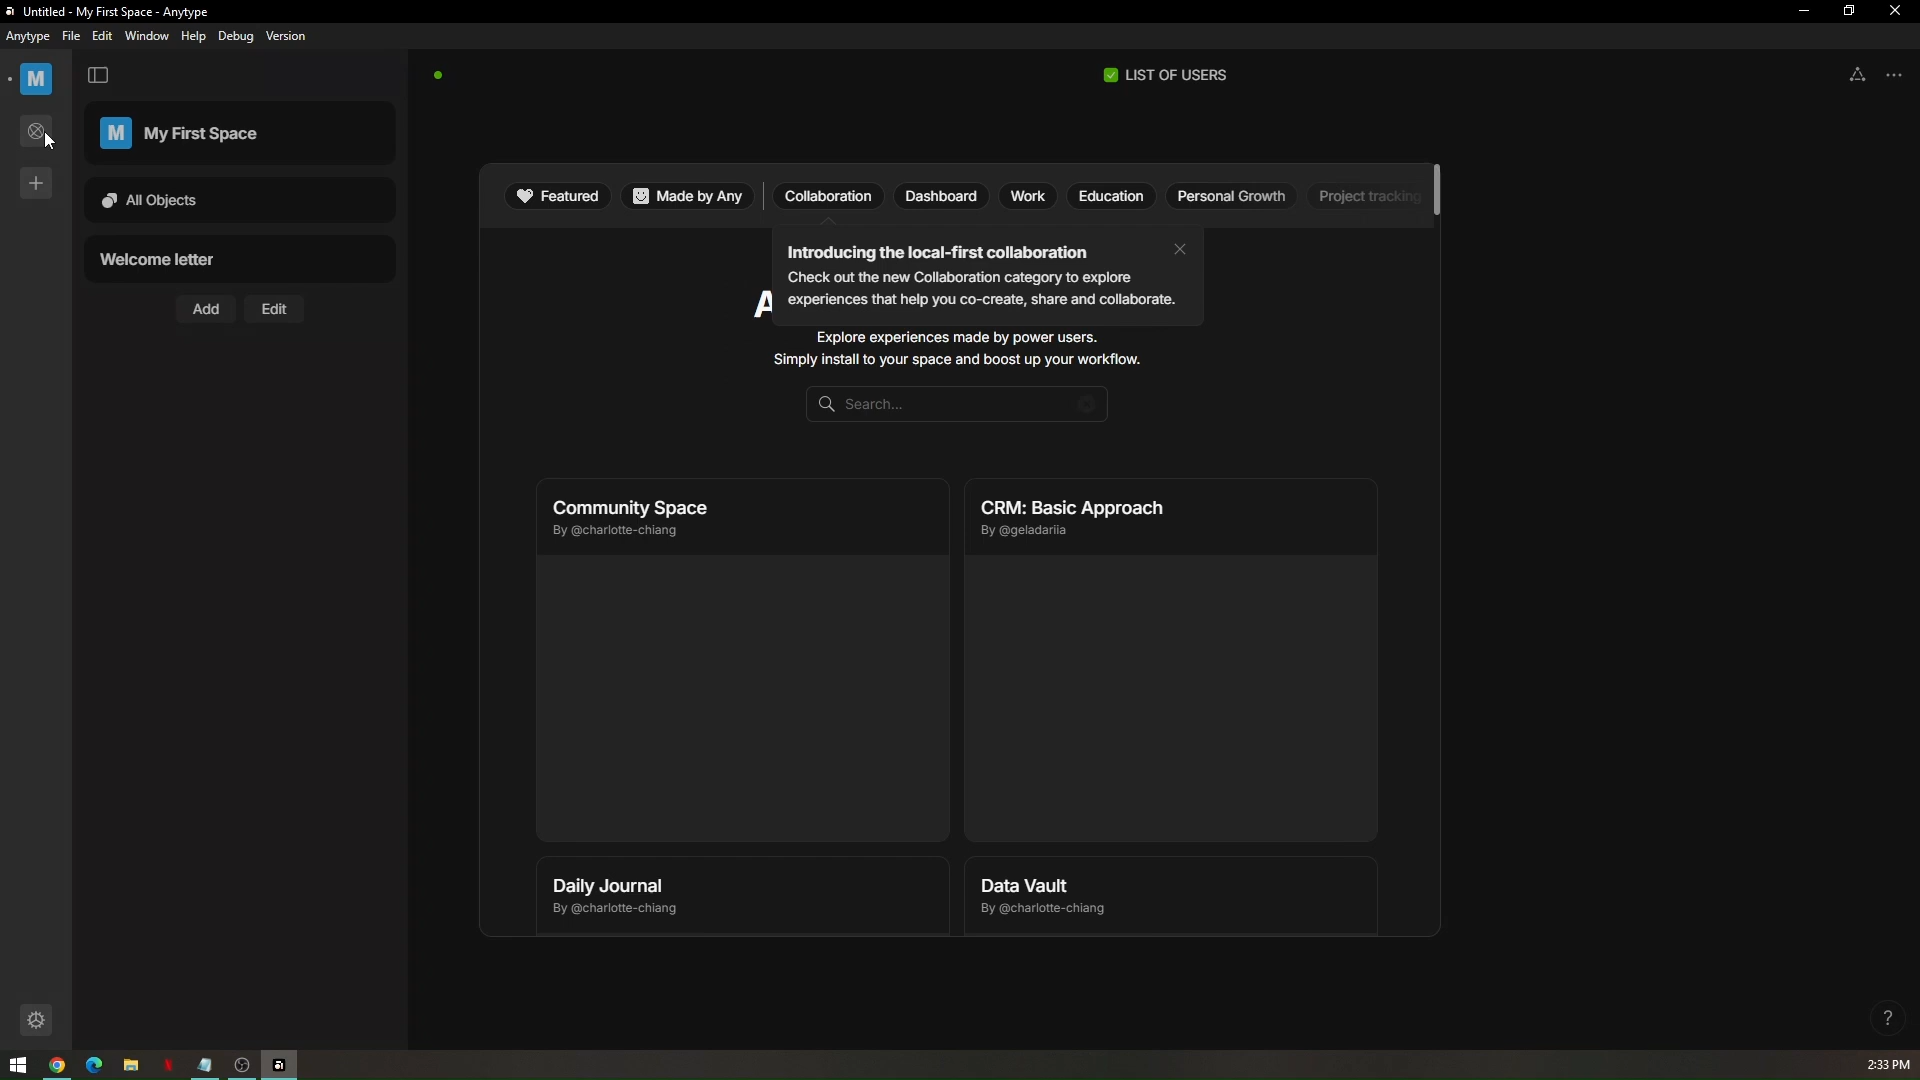 Untitled - My First Space - Anytype
Anytype File Edit Window Help Debug Version
M
LIST OF USERS
M My First Space
All Objects
Welcome letter
Add Edit
Featured Made by Any Collaboration Dashboard Work Education Personal Growth Project tracking
Introducing the local-first collaboration
Check out the new Collaboration category to explore
experiences that help you co-create, share and collaborate.
A
Explore experiences made by power users.
Simply install to your space and boost up your workflow.
Search...
Community Space
By @charlotte-chiang
CRM: Basic Approach
By @geladariia
Daily Journal
By @charlotte-chiang
Data Vault
By @charlotte-chiang
?
2:33 PM